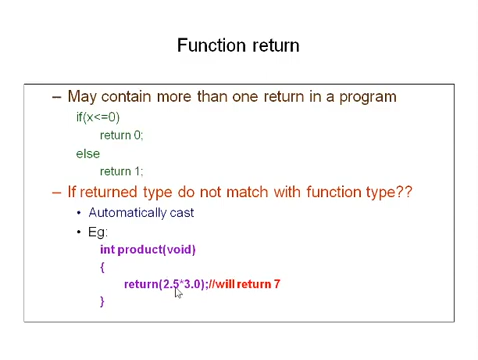 Function return
– May contain more than one return in a program
if(x<=0)
return 0;
else
return 1;
– If returned type do not match with function type??
• Automatically cast
• Eg:
int product(void)
{
return(2.5*3.0);//will return 7
}